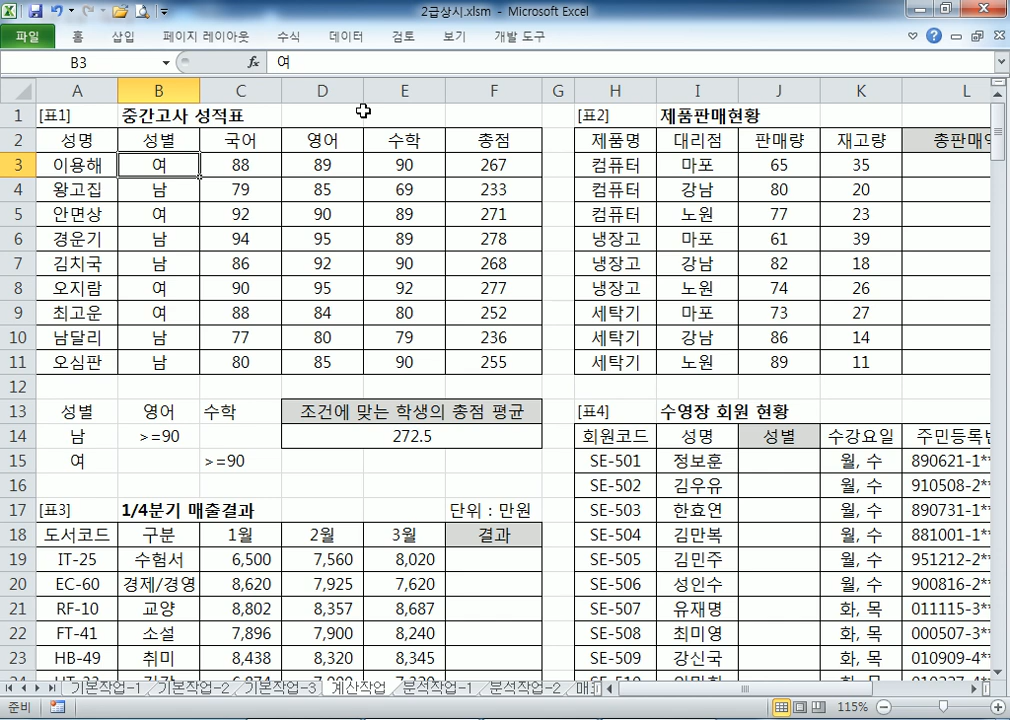 2급상시.xlsm - Microsoft Excel
파일 홈 삽입 페이지 레이아웃 수식 데이터 검토 보기 개발 도구
B3 fx 여
A B C D E F G H I J K L
1 [표1] 중간고사 성적표 [표2] 제품판매현황
2 성명 성별 국어 영어 수학 총점 제품명 대리점 판매량 재고량
3 이용해 여 88 89 90 267 컴퓨터 마포 65 35
4 왕고집 남 79 85 69 233 컴퓨터 강남 80 20
5 안면상 여 92 90 89 271 컴퓨터 노원 77 23
6 경운기 남 94 95 89 278 냉장고 마포 61 39
7 김치국 남 86 92 90 268 냉장고 강남 82 18
8 오지람 여 90 95 92 277 냉장고 노원 74 26
9 최고운 여 88 84 80 252 세탁기 마포 73 27
10 남달리 남 77 80 79 236 세탁기 강남 86 14
11 오심판 남 80 85 90 255 세탁기 노원 89 11
12
13 성별 영어 수학 조건에 맞는 학생의 총점 평균 [표4] 수영장 회원 현황
14 남 >=90 272.5 회원코드 성명 성별 수강요일
15 여 >=90 SE-501 정보훈 월, 수 890621-1*
16 SE-502 김우유 월, 수 910508-2*
17 [표3] 1/4분기 매출결과 단위 : 만원 SE-503 한효연 월, 수 890731-1*
18 도서코드 구분 1월 2월 3월 결과 SE-504 김만복 월, 수 881001-1*
19 IT-25 수험서 6,500 7,560 8,020 SE-505 김민주 월, 수 951212-2*
20 EC-60 경제/경영 8,620 7,925 7,620 SE-506 성인수 월, 수 900816-2*
21 RF-10 교양 8,802 8,357 8,687 SE-507 유재명 화, 목 011115-3*
22 FT-41 소설 7,896 7,900 8,240 SE-508 최미영 화, 목 000507-3*
23 HB-49 취미 8,438 8,320 8,345 SE-509 강신국 화, 목 010909-4*
기본작업-1 기본작업-2 기본작업-3 계산작업 분석작업-1 분석작업-2
준비 115%